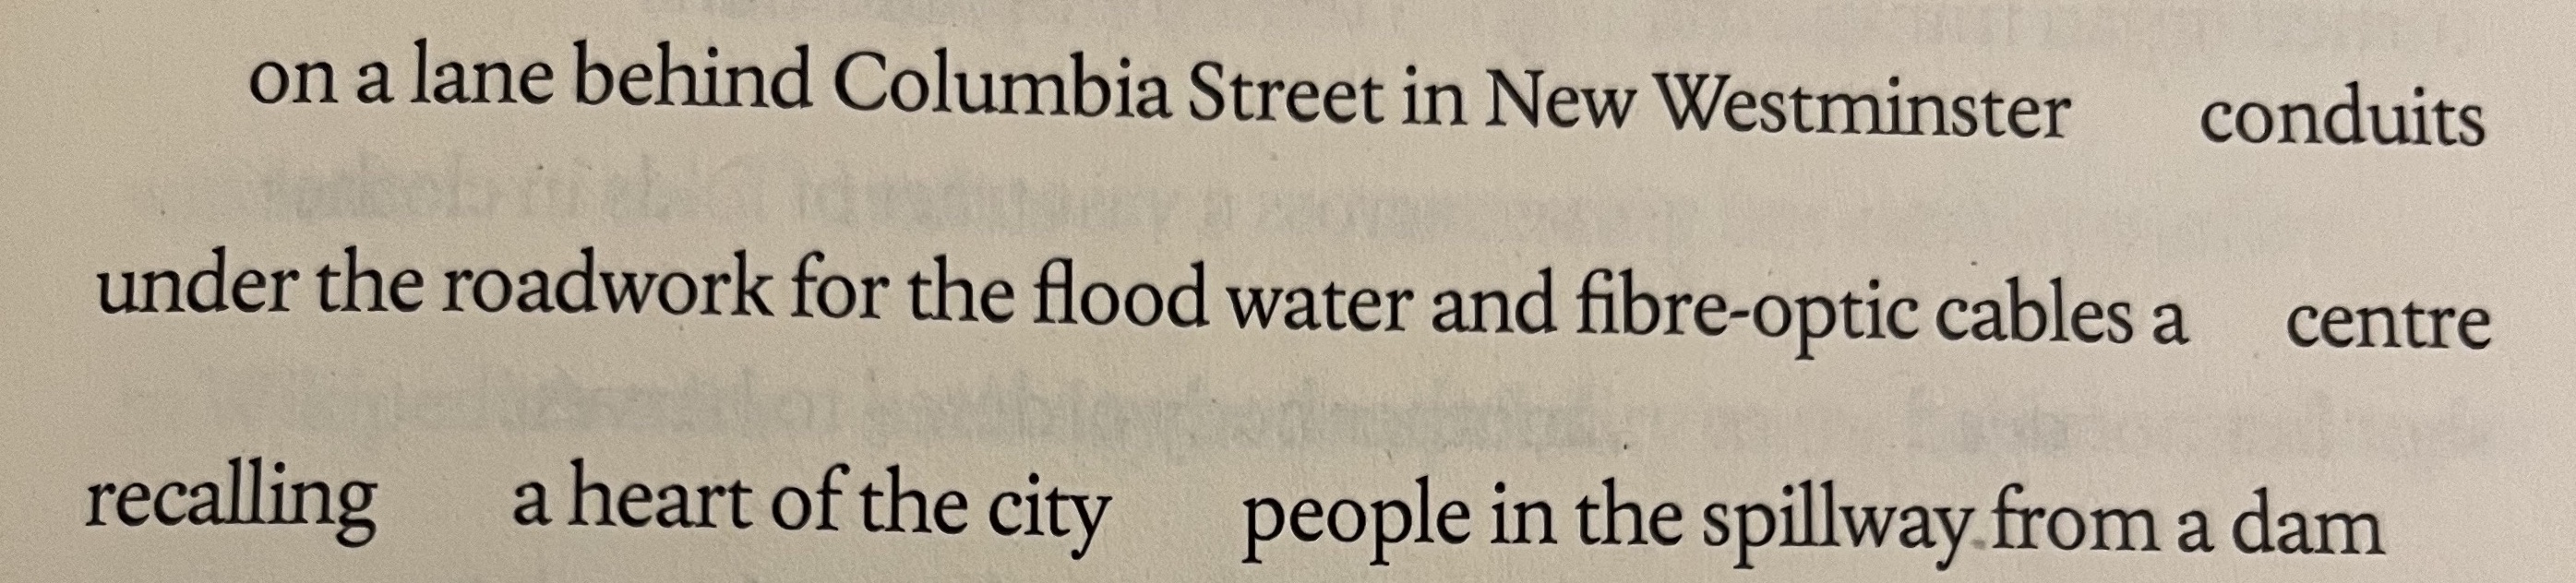 on a lane behind Columbia Street in New Westminster conduits
under the roadwork for the flood water and fibre-optic cables a centre
recalling a heart of the city people in the spillway from a dam